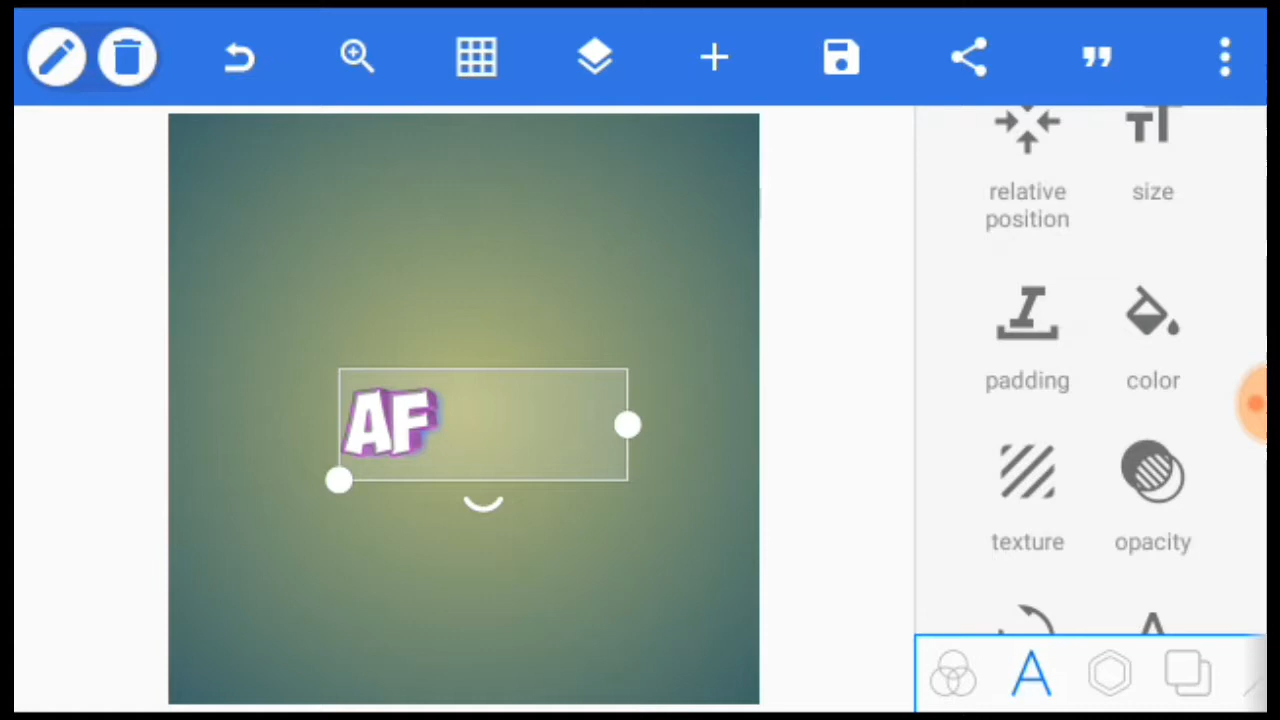 relative
position
size
AF
padding
color
texture
opacity